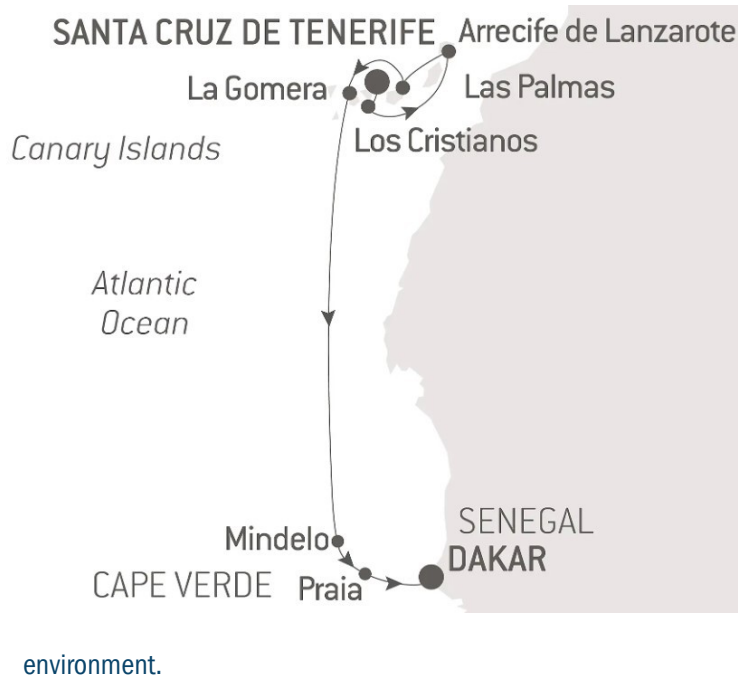 SANTA CRUZ DE TENERIFE
Arrecife de Lanzarote
La Gomera
Las Palmas
Los Cristianos
Canary Islands
Atlantic
Ocean
Mindelo
SENEGAL
DAKAR
CAPE VERDE
Praia
environment.